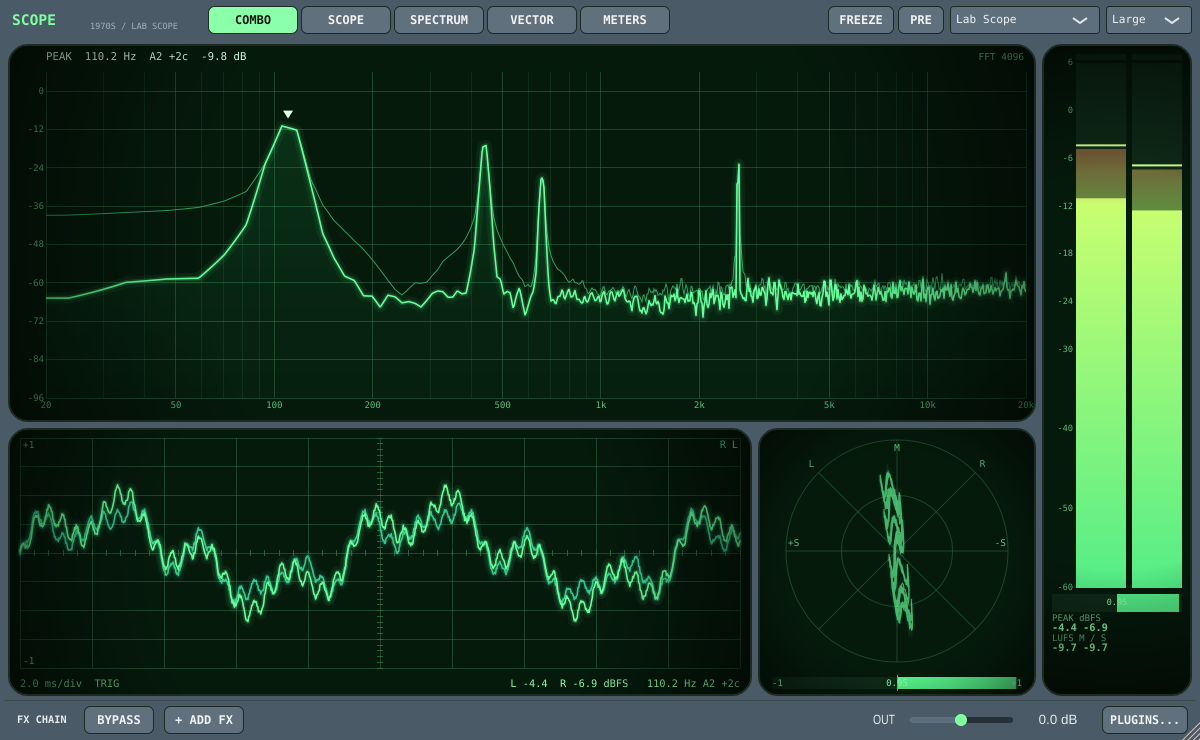 SCOPE 1970S / LAB SCOPE COMBO SCOPE SPECTRUM VECTOR METERS FREEZE PRE Lab Scope Large
PEAK 110.2 Hz A2 +2c -9.8 dB FFT 4096
0
-12
-24
-36
-48
-60
-72
-84
-96
20 50 100 200 500 1k 2k 5k 10k 20k
6
0
-6
-12
-18
-24
-30
-40
-50
-60
0.95
PEAK dBFS
-4.4 -6.9
LUFS M / S
-9.7 -9.7
+1 R L
-1
2.0 ms/div TRIG L -4.4 R -6.9 dBFS 110.2 Hz A2 +2c
M
L R
+S -S
-1 0.95 1
FX CHAIN BYPASS + ADD FX OUT 0.0 dB PLUGINS...